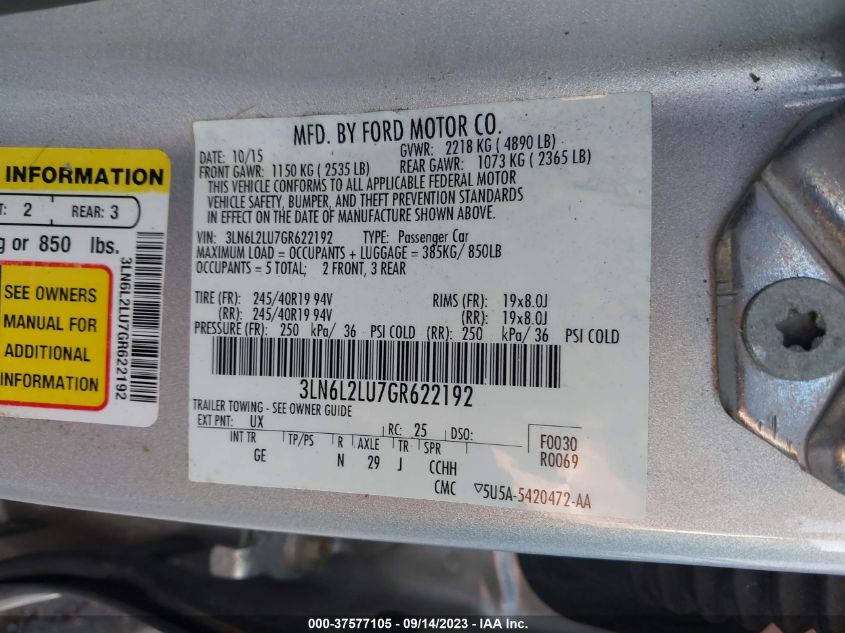 INFORMATION
T: 2 REAR: 3
g or 850 lbs.
SEE OWNERS
MANUAL FOR
ADDITIONAL
INFORMATION
3LN6L2LU7GR622192
MFD. BY FORD MOTOR CO.
DATE: 10/15 GVWR: 2218 KG ( 4890 LB)
FRONT GAWR: 1150 KG ( 2535 LB) REAR GAWR: 1073 KG ( 2365 LB)
THIS VEHICLE CONFORMS TO ALL APPLICABLE FEDERAL MOTOR
VEHICLE SAFETY, BUMPER, AND THEFT PREVENTION STANDARDS
IN EFFECT ON THE DATE OF MANUFACTURE SHOWN ABOVE.
VIN: 3LN6L2LU7GR622192 TYPE: Passenger Car
MAXIMUM LOAD = OCCUPANTS + LUGGAGE = 385KG/ 850LB
OCCUPANTS = 5 TOTAL; 2 FRONT, 3 REAR
TIRE (FR): 245/40R19 94V RIMS (FR): 19x8.0J
(RR): 245/40R19 94V (RR): 19x8.0J
PRESSURE (FR): 250 kPa/ 36 PSI COLD (RR): 250 kPa/ 36 PSI COLD
3LN6L2LU7GR622192
TRAILER TOWING - SEE OWNER GUIDE
EXT PNT: UX RC: 25 DSO:
INT TR TP/PS R AXLE TR SPR
GE N 29 J CCHH
F0030
R0069
CMC ▽5U5A-5420472-AA
000-37577105 - 09/14/2023 - IAA Inc.